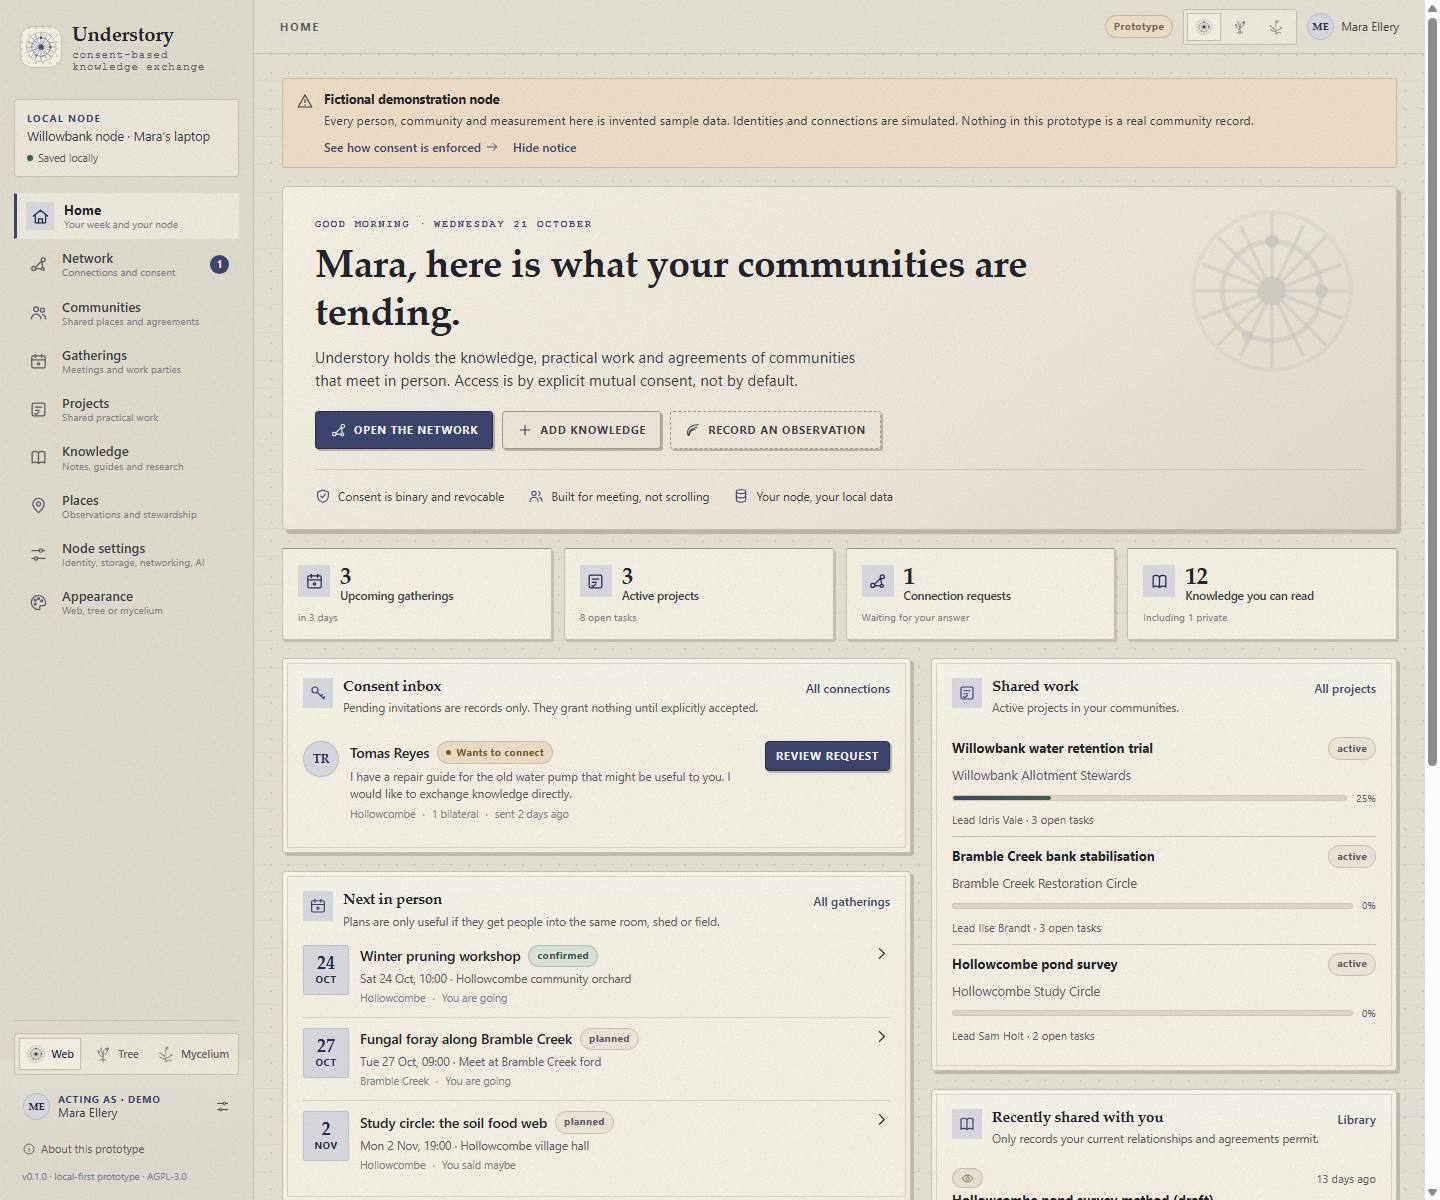 Understory
consent-based
knowledge exchange
LOCAL NODE
Willowbank node · Mara's laptop
Saved locally
Home
Your week and your node
Network
Connections and consent
1
Communities
Shared places and agreements
Gatherings
Meetings and work parties
Projects
Shared practical work
Knowledge
Notes, guides and research
Places
Observations and stewardship
Node settings
Identity, storage, networking, AI
Appearance
Web, tree or mycelium
Web
Tree
Mycelium
ME
ACTING AS · DEMO
Mara Ellery
About this prototype
v0.1.0 · local-first prototype · AGPL-3.0
HOME
Prototype
ME
Mara Ellery
Fictional demonstration node
Every person, community and measurement here is invented sample data. Identities and connections are simulated. Nothing in this prototype is a real community record.
See how consent is enforced →
Hide notice
GOOD MORNING · WEDNESDAY 21 OCTOBER
Mara, here is what your communities are
tending.
Understory holds the knowledge, practical work and agreements of communities
that meet in person. Access is by explicit mutual consent, not by default.
OPEN THE NETWORK
ADD KNOWLEDGE
RECORD AN OBSERVATION
Consent is binary and revocable
Built for meeting, not scrolling
Your node, your local data
3
Upcoming gatherings
in 3 days
3
Active projects
8 open tasks
1
Connection requests
Waiting for your answer
12
Knowledge you can read
Including 1 private
Consent inbox
All connections
Pending invitations are records only. They grant nothing until explicitly accepted.
TR
Tomas Reyes
Wants to connect
REVIEW REQUEST
I have a repair guide for the old water pump that might be useful to you. I
would like to exchange knowledge directly.
Hollowcombe · 1 bilateral · sent 2 days ago
Next in person
All gatherings
Plans are only useful if they get people into the same room, shed or field.
24
OCT
Winter pruning workshop
confirmed
Sat 24 Oct, 10:00 · Hollowcombe community orchard
Hollowcombe · You are going
27
OCT
Fungal foray along Bramble Creek
planned
Tue 27 Oct, 09:00 · Meet at Bramble Creek ford
Bramble Creek · You are going
2
NOV
Study circle: the soil food web
planned
Mon 2 Nov, 19:00 · Hollowcombe village hall
Hollowcombe · You said maybe
Shared work
All projects
Active projects in your communities.
Willowbank water retention trial
active
Willowbank Allotment Stewards
25%
Lead Idris Vale · 3 open tasks
Bramble Creek bank stabilisation
active
Bramble Creek Restoration Circle
0%
Lead Ilse Brandt · 3 open tasks
Hollowcombe pond survey
active
Hollowcombe Study Circle
0%
Lead Sam Holt · 2 open tasks
Recently shared with you
Library
Only records your current relationships and agreements permit.
13 days ago
Hollowcombe pond survey method (draft)